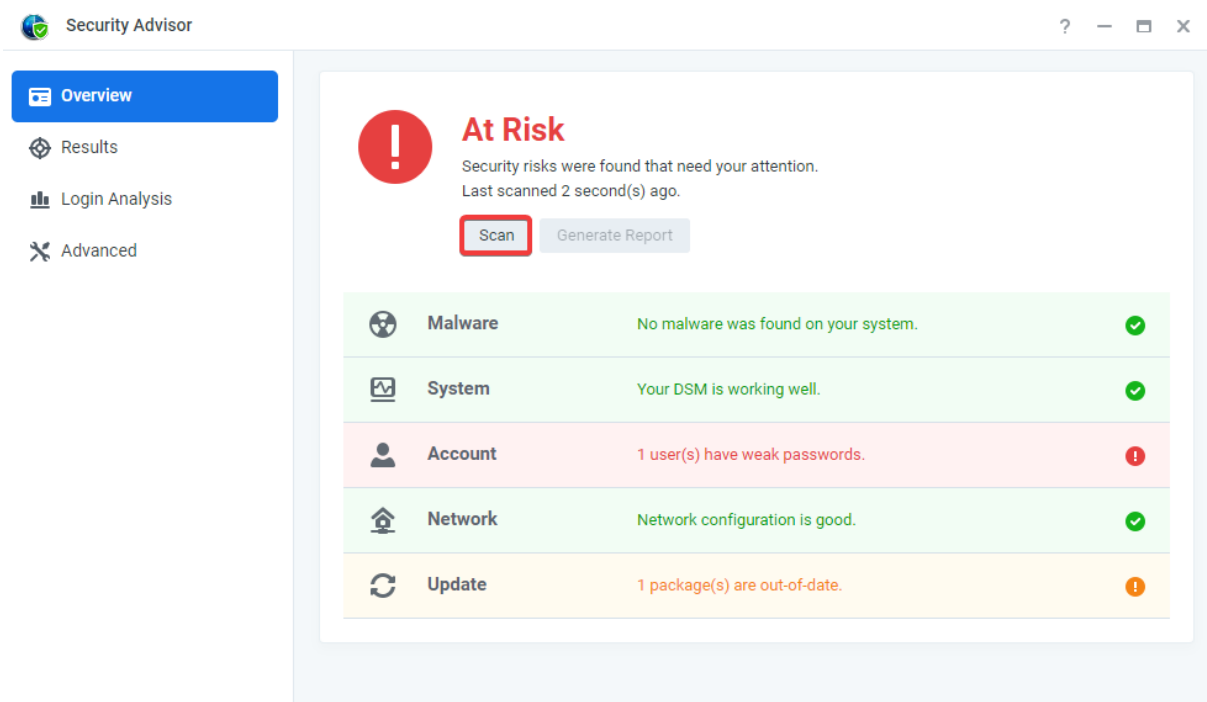 Security Advisor
?
Overview
Results
Login Analysis
Advanced
At Risk
Security risks were found that need your attention.
Last scanned 2 second(s) ago.
Scan Generate Report
Malware No malware was found on your system.
System Your DSM is working well.
Account 1 user(s) have weak passwords.
Network Network configuration is good.
Update 1 package(s) are out-of-date.